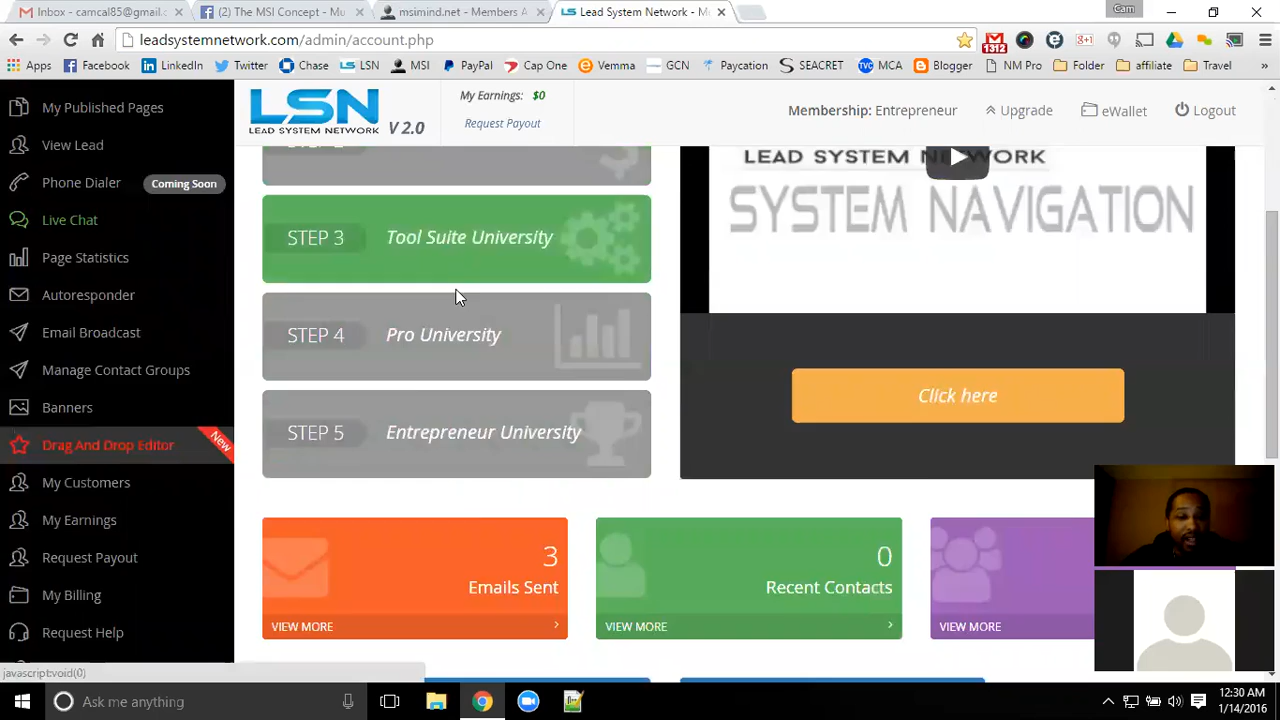 Inbox - camcal85@gmail.c
(2) The MSI Concept - Mu
msimind.net - Members A
Lead System Network - M
Cam
leadsystemnetwork.com/admin/account.php
1312
Apps Facebook LinkedIn Twitter Chase LSN MSI PayPal Cap One Vemma GCN Paycation SEACRET MCA Blogger NM Pro Folder affiliate Travel
My Published Pages
View Lead
Phone Dialer Coming Soon
Live Chat
Page Statistics
Autoresponder
Email Broadcast
Manage Contact Groups
Banners
Drag And Drop Editor New
My Customers
My Earnings
Request Payout
My Billing
Request Help
javascript:void(0)
LSN
LEAD SYSTEM NETWORK
V 2.0
My Earnings: $0
Request Payout
Membership: Entrepreneur
Upgrade
eWallet
Logout
STEP 3 Tool Suite University
STEP 4 Pro University
STEP 5 Entrepreneur University
LEAD SYSTEM NETWORK
SYSTEM NAVIGATION
Click here
3
Emails Sent
VIEW MORE
0
Recent Contacts
VIEW MORE
VIEW MORE
Ask me anything
12:30 AM
1/14/2016